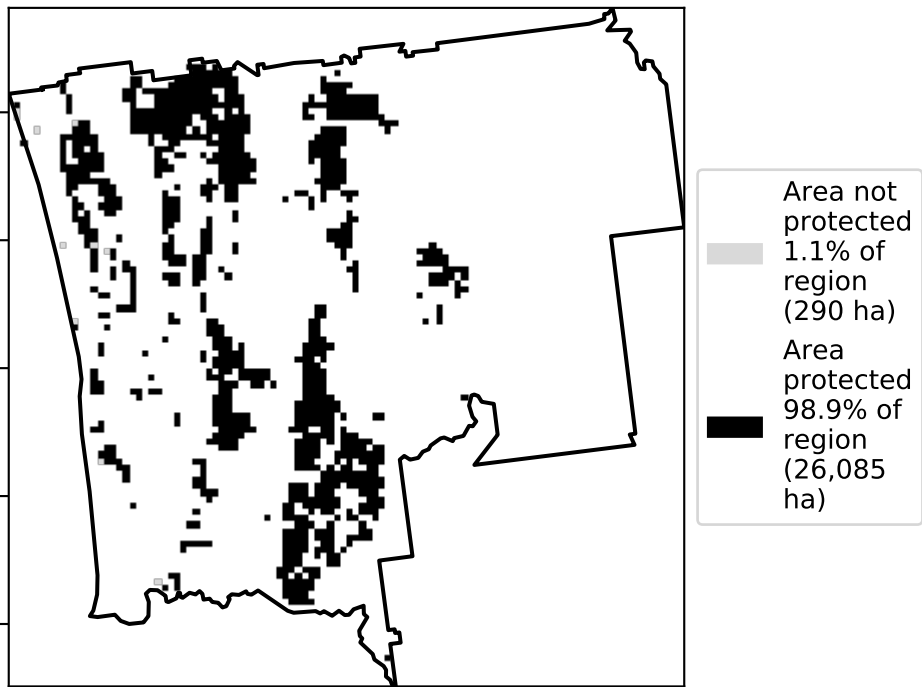 Area not
protected
1.1% of
region
(290 ha)
Area
protected
98.9% of
region
(26,085
ha)